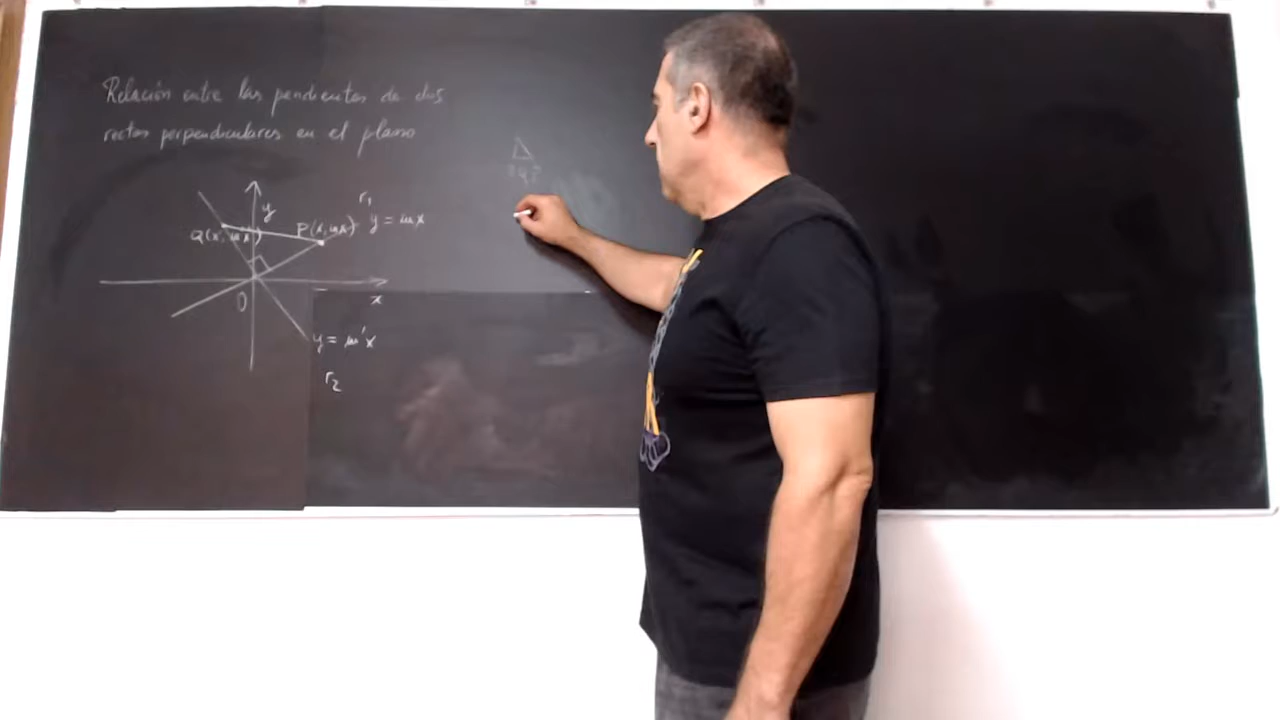 Relación entre las pendientes de dos
rectas perpendiculares en el plano
y
r₁
y = mx
P(x, mx)
Q(x', m'x')
O
x
y = m'x
r₂